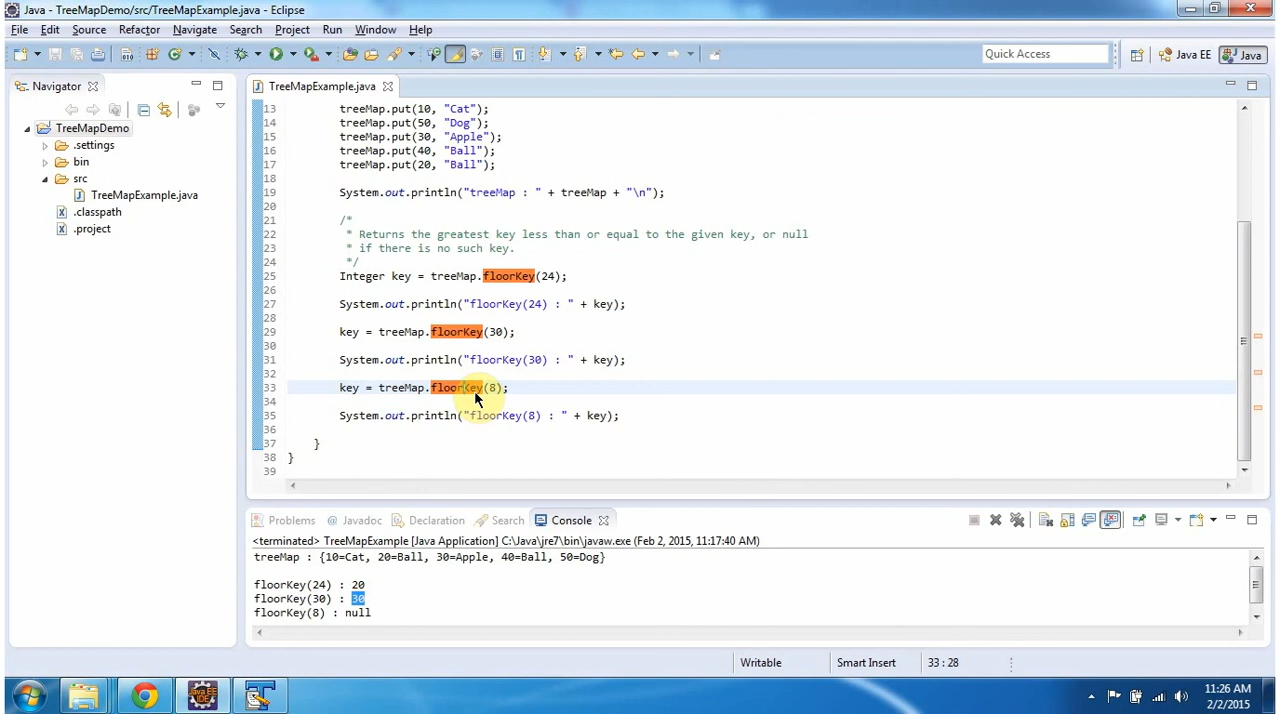 Java - TreeMapDemo/src/TreeMapExample.java - Eclipse
File Edit Source Refactor Navigate Search Project Run Window Help
Quick Access
Java EE
Java
Navigator
TreeMapDemo
.settings
bin
src
TreeMapExample.java
.classpath
.project
TreeMapExample.java
13 treeMap.put(10, "Cat");
14 treeMap.put(50, "Dog");
15 treeMap.put(30, "Apple");
16 treeMap.put(40, "Ball");
17 treeMap.put(20, "Ball");
18
19 System.out.println("treeMap : " + treeMap + "\n");
20
21 /*
22 * Returns the greatest key less than or equal to the given key, or null
23 * if there is no such key.
24 */
25 Integer key = treeMap.floorKey(24);
26
27 System.out.println("floorKey(24) : " + key);
28
29 key = treeMap.floorKey(30);
30
31 System.out.println("floorKey(30) : " + key);
32
33 key = treeMap.floorKey(8);
34
35 System.out.println("floorKey(8) : " + key);
36
37 }
38 }
39
Problems @ Javadoc Declaration Search Console
<terminated> TreeMapExample [Java Application] C:\Java\jre7\bin\javaw.exe (Feb 2, 2015, 11:17:40 AM)
treeMap : {10=Cat, 20=Ball, 30=Apple, 40=Ball, 50=Dog}
floorKey(24) : 20
floorKey(30) : 30
floorKey(8) : null
Writable Smart Insert 33 : 28
Java EE IDE
11:26 AM
2/2/2015